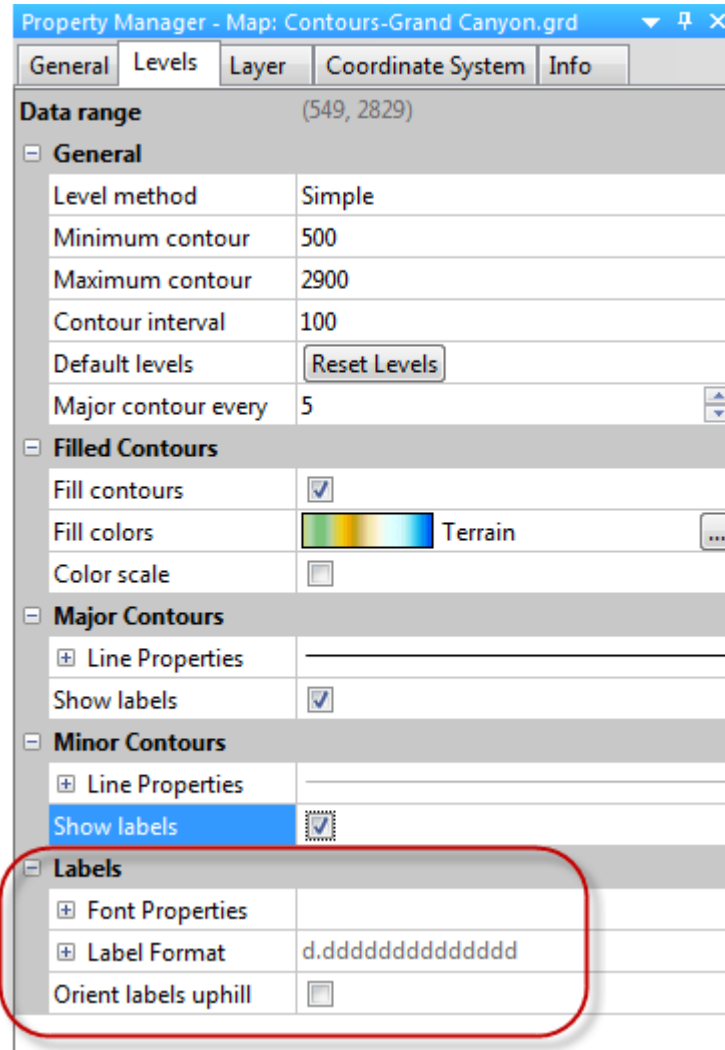 Property Manager - Map: Contours-Grand Canyon.grd
General Levels Layer Coordinate System Info
Data range (549, 2829)
General
Level method Simple
Minimum contour 500
Maximum contour 2900
Contour interval 100
Default levels Reset Levels
Major contour every 5
Filled Contours
Fill contours
Fill colors Terrain ...
Color scale
Major Contours
Line Properties
Show labels
Minor Contours
Line Properties
Show labels
Labels
Font Properties
Label Format d.dddddddddddddd
Orient labels uphill